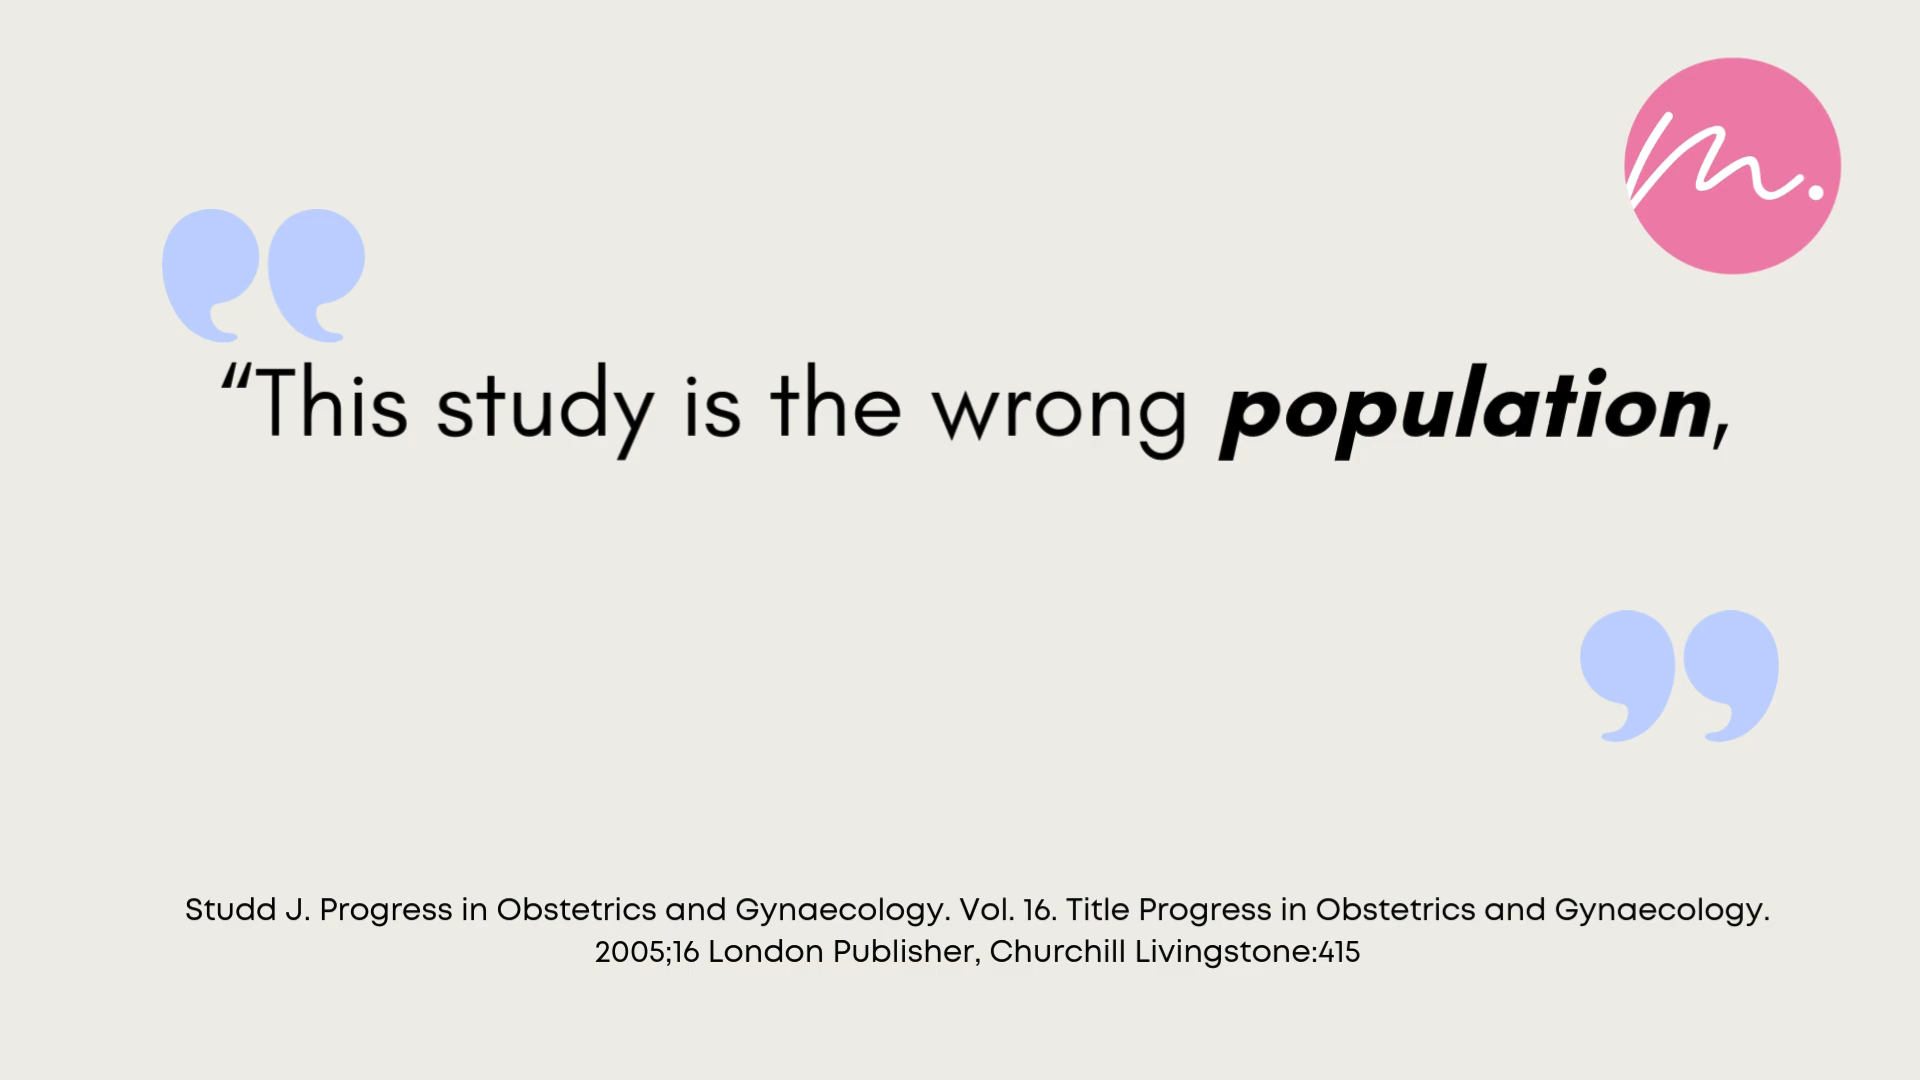 m.
“This study is the wrong population,
Studd J. Progress in Obstetrics and Gynaecology. Vol. 16. Title Progress in Obstetrics and Gynaecology.
2005;16 London Publisher, Churchill Livingstone:415